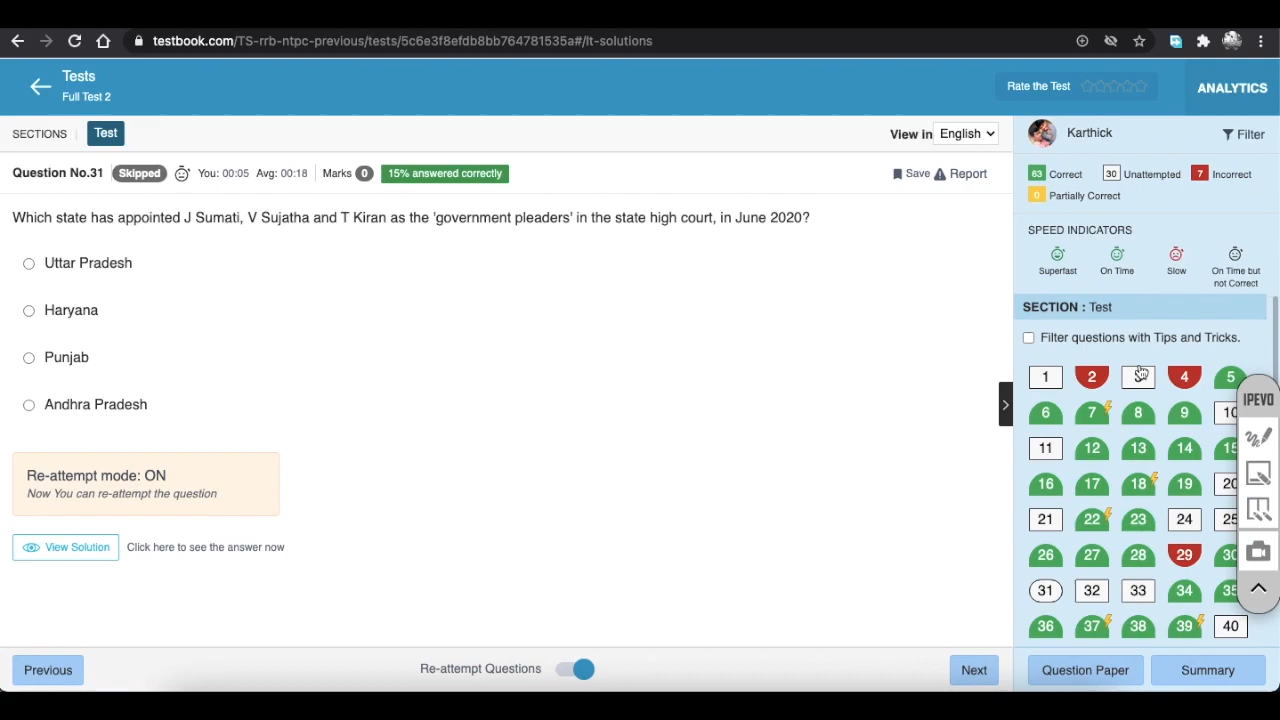 testbook.com/TS-rrb-ntpc-previous/tests/5c6e3f8efdb8bb764781535a#/lt-solutions
Tests
Full Test 2
Rate the Test
ANALYTICS
SECTIONS Test
View in English
Karthick
Filter
Question No.31 Skipped You: 00:05 Avg: 00:18 Marks 0 15% answered correctly
Save Report
63 Correct 30 Unattempted 7 Incorrect
0 Partially Correct
Which state has appointed J Sumati, V Sujatha and T Kiran as the 'government pleaders' in the state high court, in June 2020?
Uttar Pradesh
Haryana
Punjab
Andhra Pradesh
Re-attempt mode: ON
Now You can re-attempt the question
View Solution Click here to see the answer now
SPEED INDICATORS
Superfast On Time Slow On Time but
not Correct
SECTION : Test
Filter questions with Tips and Tricks.
1 2 4 5
6 7 8 9 10
11 12 13 14 15
16 17 18 19 20
21 22 23 24 25
26 27 28 29 30
31 32 33 34 35
36 37 38 39 40
IPEVO
Previous
Re-attempt Questions
Next
Question Paper Summary